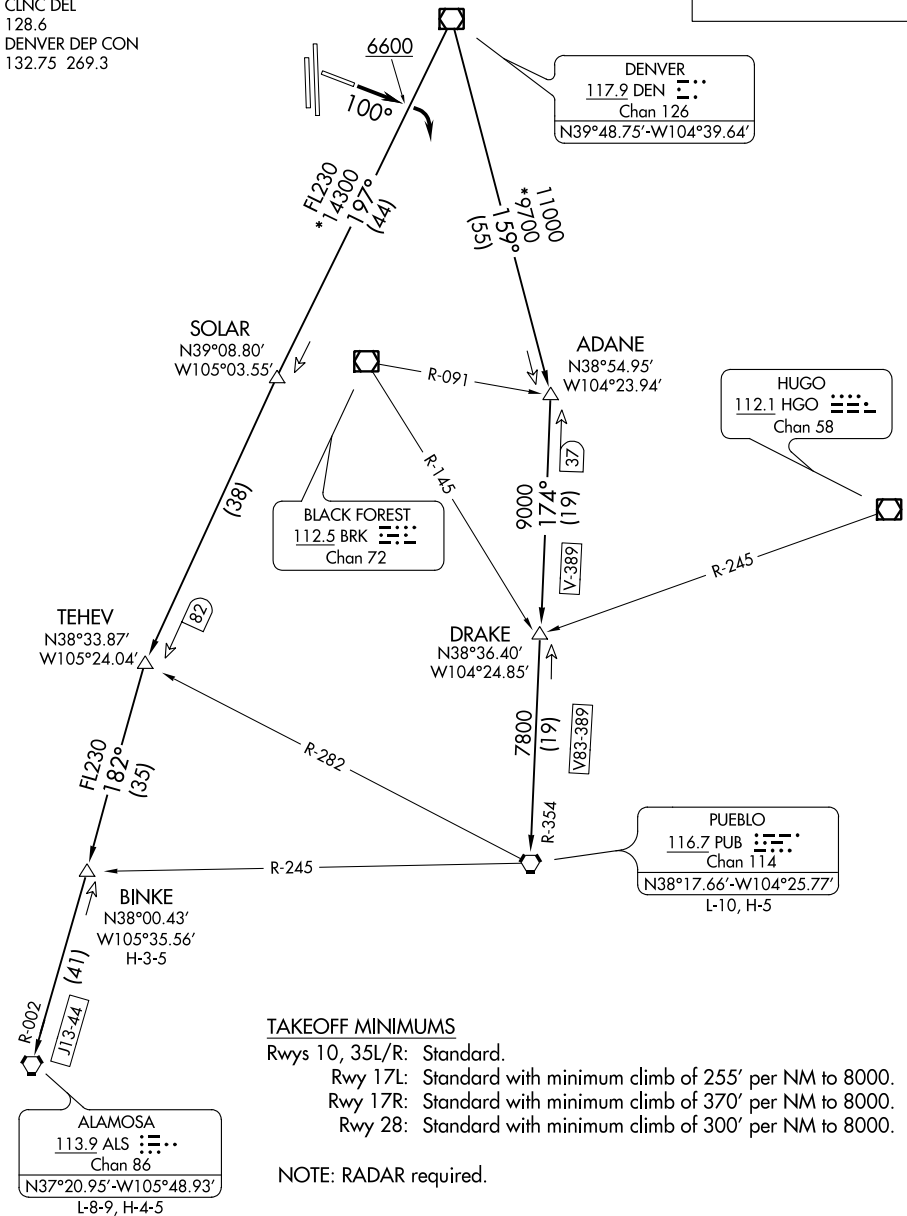 CLNC DEL
128.6
DENVER DEP CON
132.75 269.3
6600
100°
DENVER
117.9 DEN
Chan 126
N39°48.75′-W104°39.64′
FL230
*14300
197°
(44)
11000
*9700
159°
(55)
SOLAR
N39°08.80′
W105°03.55′
ADANE
N38°54.95′
W104°23.94′
R-091
HUGO
112.1 HGO
Chan 58
R-145
37
9000
174°
(19)
V-389
(38)
BLACK FOREST
112.5 BRK
Chan 72
R-245
TEHEV
N38°33.87′
W105°24.04′
82
DRAKE
N38°36.40′
W104°24.85′
R-282
7800
(19)
V83-389
FL230
182°
(35)
R-354
PUEBLO
116.7 PUB
Chan 114
N38°17.66′-W104°25.77′
L-10, H-5
R-245
BINKE
N38°00.43′
W105°35.56′
H-3-5
(41)
R-002
J13-44
ALAMOSA
113.9 ALS
Chan 86
N37°20.95′-W105°48.93′
L-8-9, H-4-5
TAKEOFF MINIMUMS
Rwys 10, 35L/R: Standard.
Rwy 17L: Standard with minimum climb of 255′ per NM to 8000.
Rwy 17R: Standard with minimum climb of 370′ per NM to 8000.
Rwy 28: Standard with minimum climb of 300′ per NM to 8000.
NOTE: RADAR required.